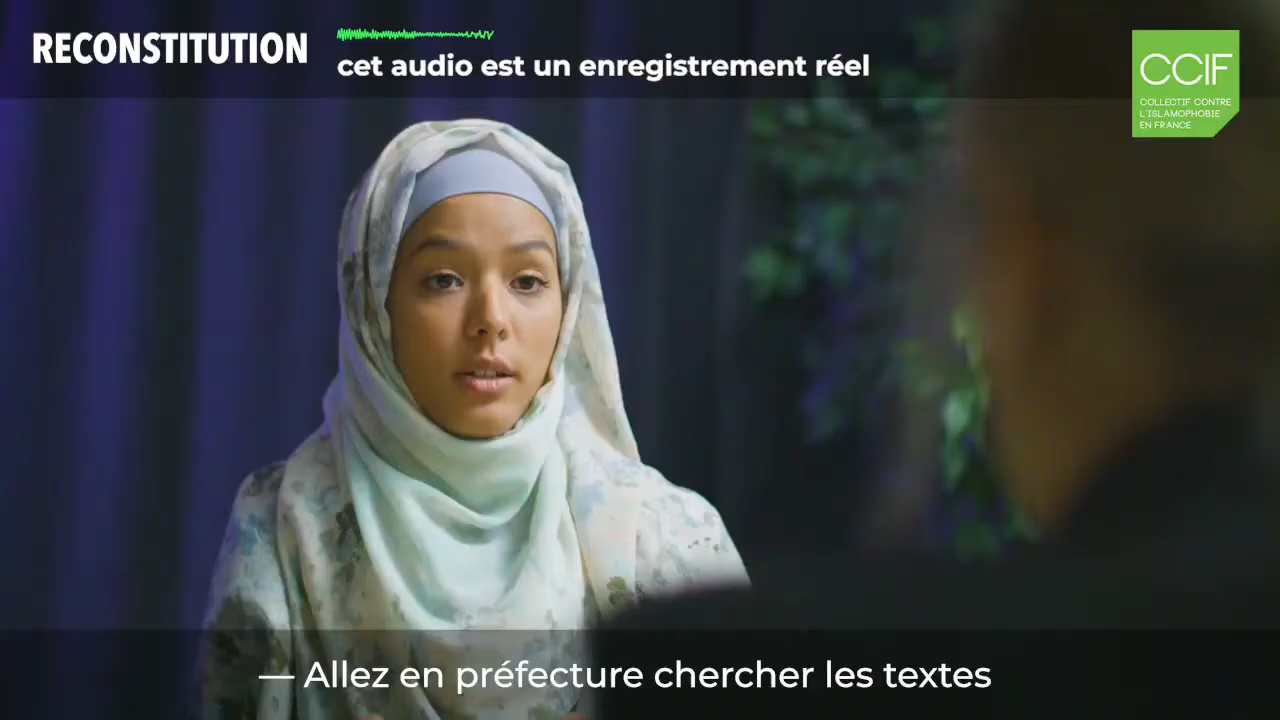 RECONSTITUTION
cet audio est un enregistrement réel
CCIF
COLLECTIF CONTRE
L'ISLAMOPHOBIE
EN FRANCE
— Allez en préfecture chercher les textes